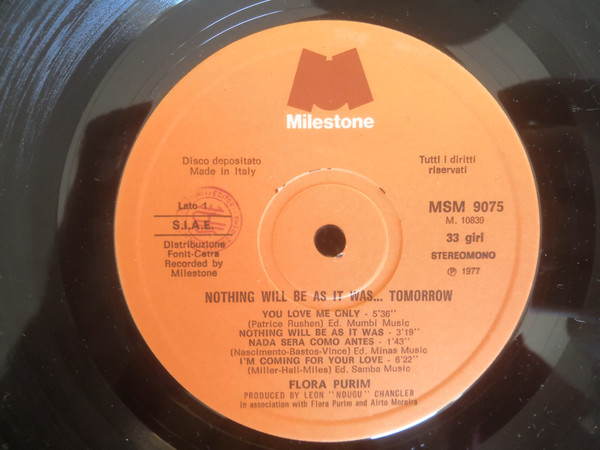 Milestone
Disco depositato
Made in Italy
Tutti i diritti
riservati
Lato 1
S.I.A.E.
Distribuzione
Fonit-Cetra
Recorded by
Milestone
MSM 9075
M. 10839
33 giri
STEREOMONO
Ⓟ 1977
NOTHING WILL BE AS IT WAS... TOMORROW
YOU LOVE ME ONLY - 5'36"
(Patrice Rushen) Ed. Mumbi Music
NOTHING WILL BE AS IT WAS - 3'19"
NADA SERA COMO ANTES - 1'43"
(Nascimento-Bastos-Vince) Ed. Minas Music
I'M COMING FOR YOUR LOVE - 6'22"
(Miller-Hall-Miles) Ed. Samba Music
FLORA PURIM
PRODUCED BY LEON "NDUGU" CHANCLER
in association with Flora Purim and Airto Moreira